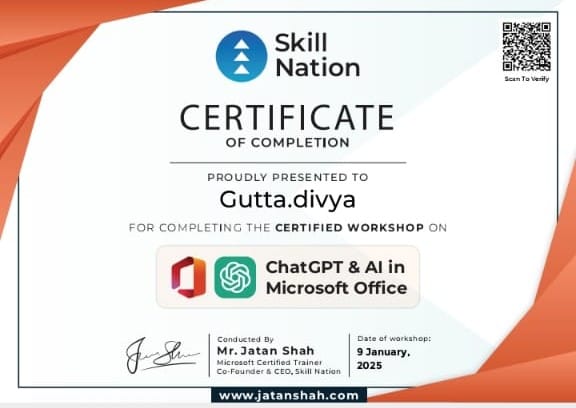 Skill
Nation
Scan To Verify
CERTIFICATE
OF COMPLETION
PROUDLY PRESENTED TO
Gutta.divya
FOR COMPLETING THE CERTIFIED WORKSHOP ON
ChatGPT & AI in
Microsoft Office
Conducted By
Mr. Jatan Shah
Microsoft Certified Trainer
Co-Founder & CEO, Skill Nation
Date of workshop:
9 January,
2025
www.jatanshah.com